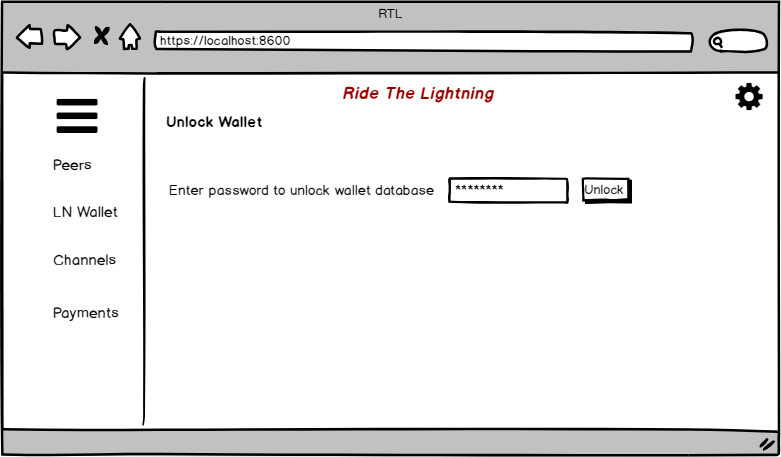 RTL
https://localhost:8600
Ride The Lightning
Unlock Wallet
Peers
LN Wallet
Channels
Payments
Enter password to unlock wallet database
********
Unlock